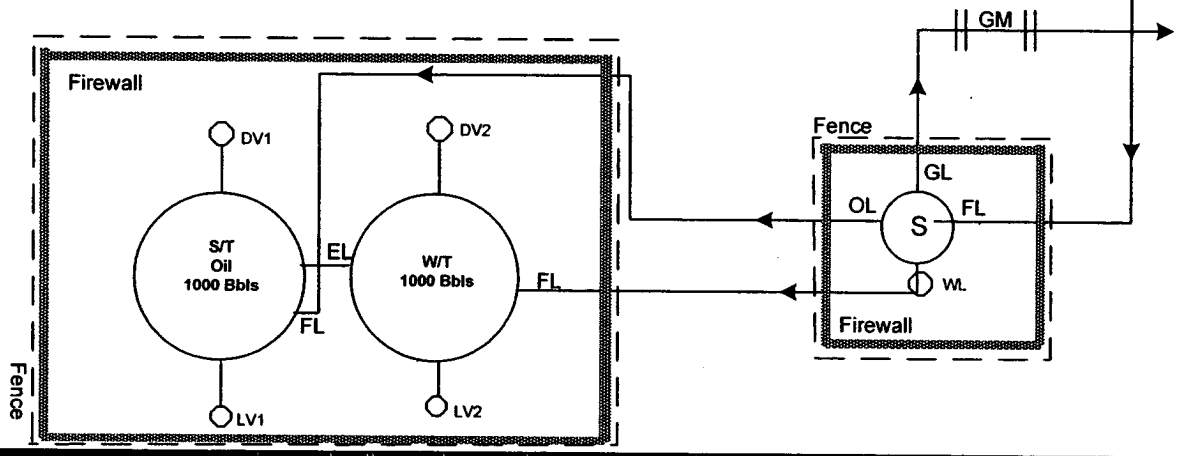 GM
Firewall
DV1
DV2
Fence
GL
OL
S
FL
S/T
Oil
1000 Bbls
EL
W/T
1000 Bbls
FL
WL
FL
Firewall
Fence
LV1
LV2